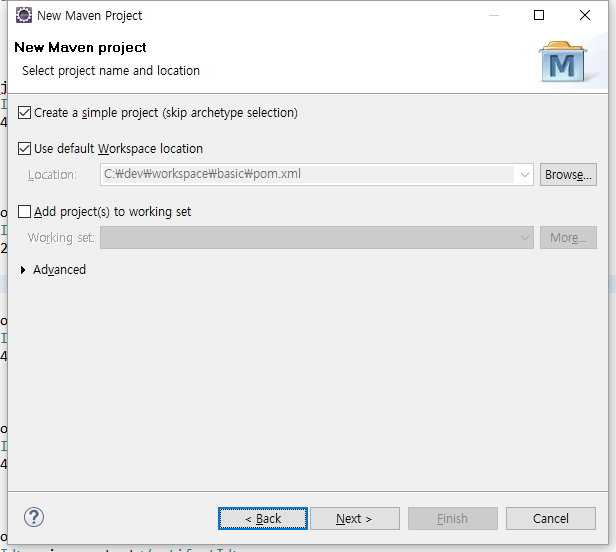 New Maven Project
New Maven project
Select project name and location
M
Create a simple project (skip archetype selection)
Use default Workspace location
Location: C:₩dev₩workspace₩basic₩pom.xml Browse...
Add project(s) to working set
Working set: More...
Advanced
? < Back Next > Finish Cancel